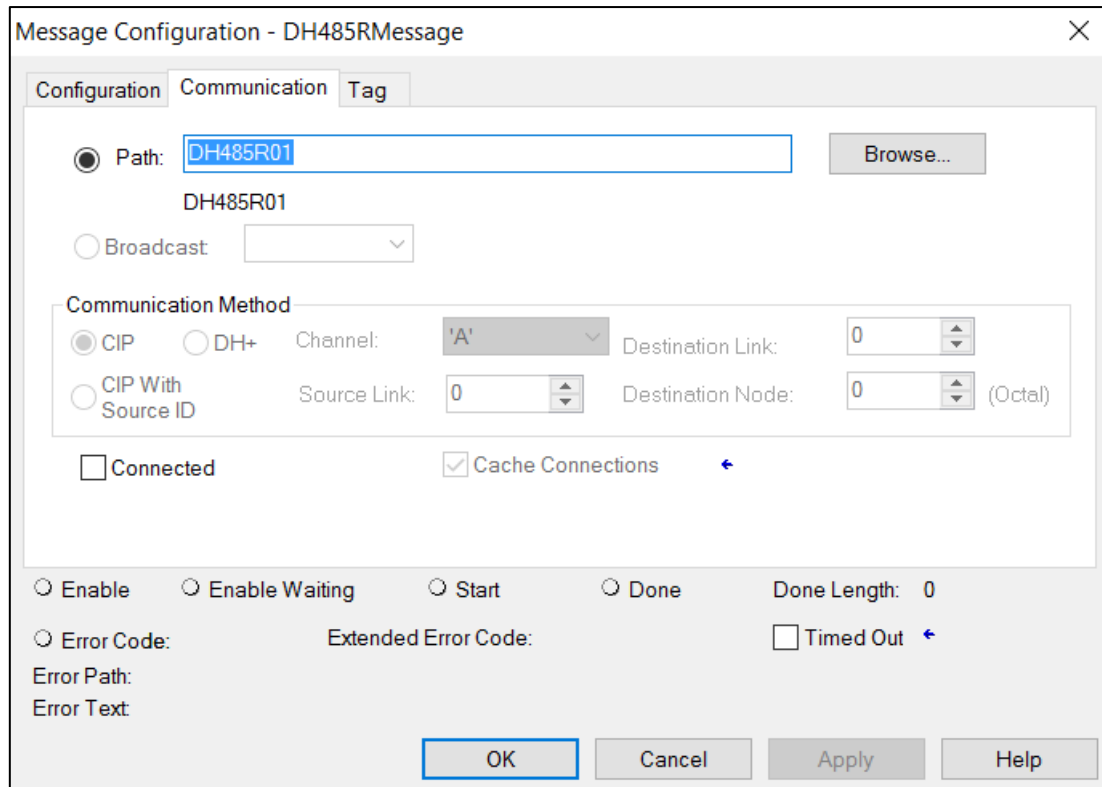 Message Configuration - DH485RMessage
Configuration Communication Tag
Path: DH485R01 Browse...
DH485R01
Broadcast:
Communication Method
CIP DH+ Channel: 'A' Destination Link: 0
CIP With Source ID Source Link: 0 Destination Node: 0 (Octal)
Connected Cache Connections
Enable Enable Waiting Start Done Done Length: 0
Error Code: Extended Error Code: Timed Out
Error Path:
Error Text:
OK Cancel Apply Help